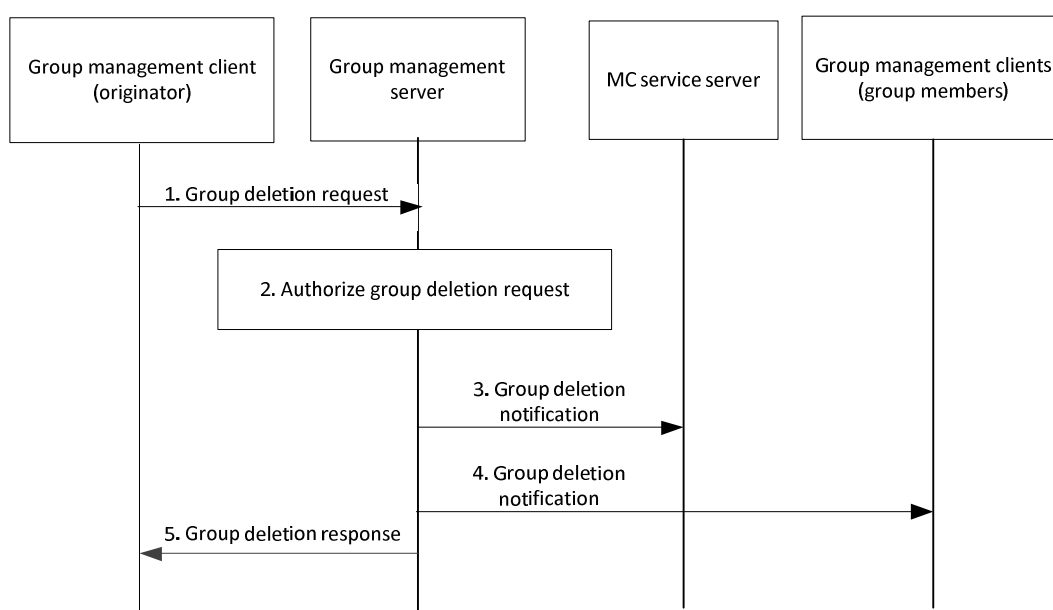 Group management client
(originator)
Group management
server
MC service server
Group management clients
(group members)
1. Group deletion request
2. Authorize group deletion request
3. Group deletion
notification
4. Group deletion
notification
5. Group deletion response